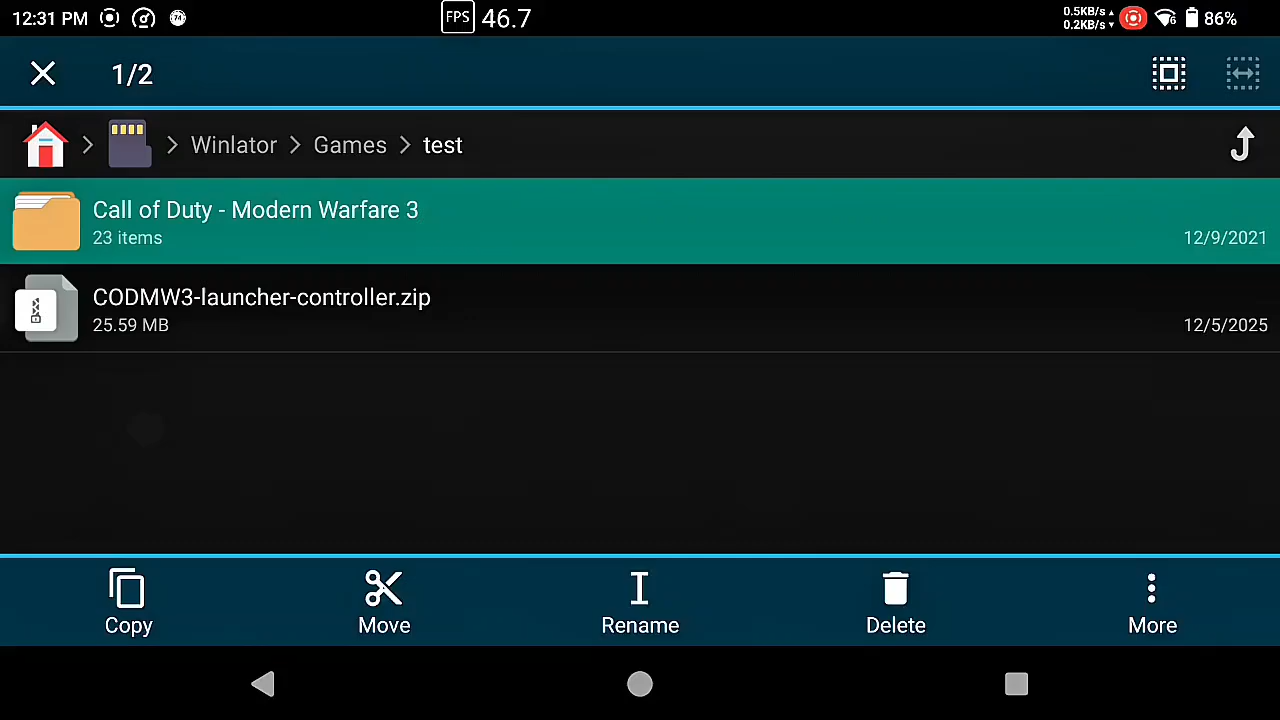 12:31 PM 74 FPS 46.7 0.5KB/s 0.2KB/s 6 86%
1/2
Winlator Games test
Call of Duty - Modern Warfare 3
23 items 12/9/2021
CODMW3-launcher-controller.zip
25.59 MB 12/5/2025
Copy Move Rename Delete More